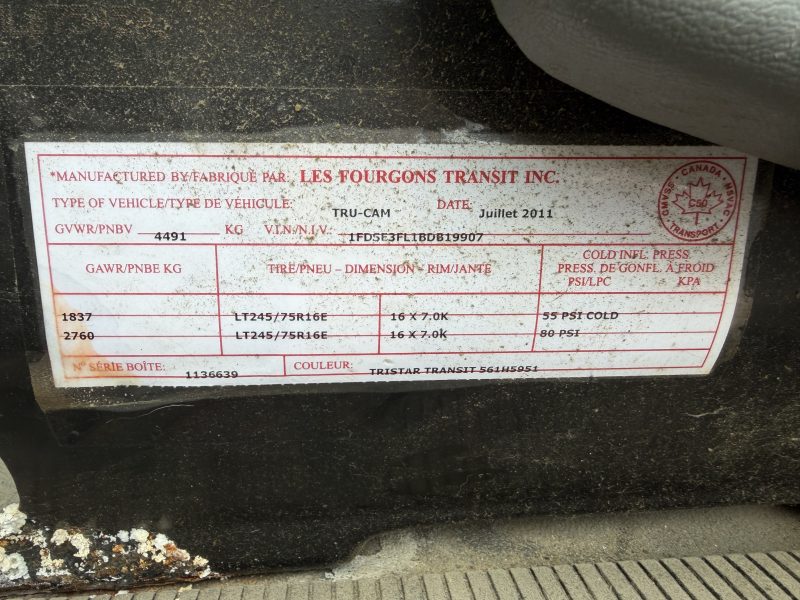 *MANUFACTURED BY/FABRIQUE PAR. LES FOURGONS TRANSIT INC.
TYPE OF VEHICLE/TYPE DE VÉHICULE: TRU-CAM DATE: Juillet 2011
GVWR/PNBV 4491 KG V.I.N./N.I.V. 1FDSE3FL1BDB19907
CANADA
CMVSS NSVAC
TRANSPORT
GAWR/PNBE KG TIRE/PNEU – DIMENSION – RIM/JANTE COLD INFL. PRESS.
PRESS. DE GONFL. À FROID
PSI/LPC KPA
1837 LT245/75R16E 16 X 7.0K 55 PSI COLD
2760 LT245/75R16E 16 X 7.0K 80 PSI
N° SÉRIE BOÎTE: 1136639 COULEUR: TRISTAR TRANSIT 561H5951